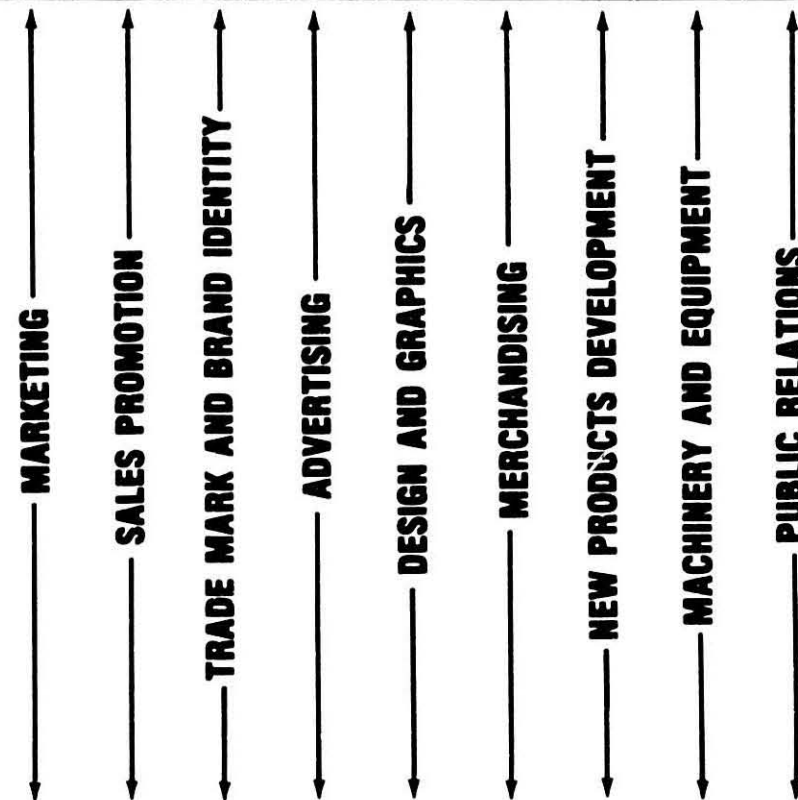 MARKETING
SALES PROMOTION
TRADE MARK AND BRAND IDENTITY
ADVERTISING
DESIGN AND GRAPHICS
MERCHANDISING
NEW PRODUCTS DEVELOPMENT
MACHINERY AND EQUIPMENT
PUBLIC RELATIONS